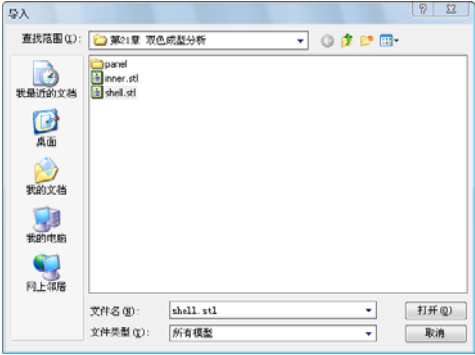 导入
查找范围(I): 第21章 双色成型分析
panel
inner.stl
shell.stl
我最近的文档
桌面
我的文档
我的电脑
网上邻居
文件名(N): shell.stl 打开(O)
文件类型(T): 所有模型 取消